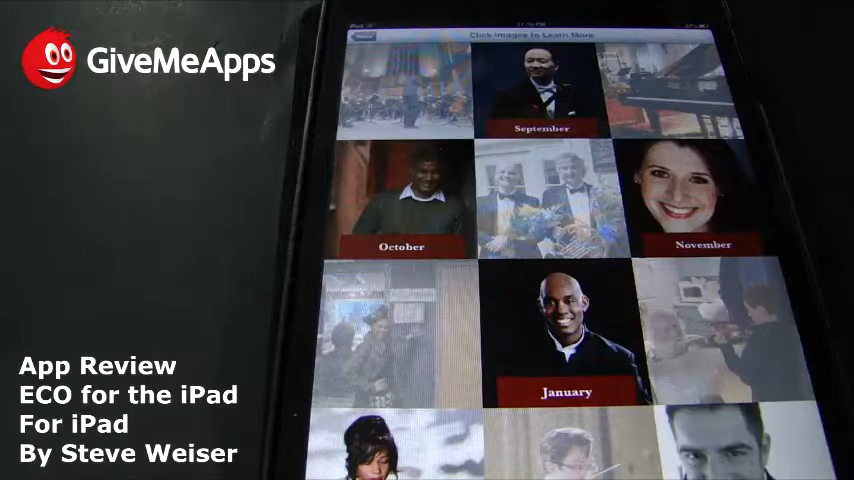 GiveMeApps
Click Images to Learn More
September
October
November
January
App Review
ECO for the iPad
For iPad
By Steve Weiser